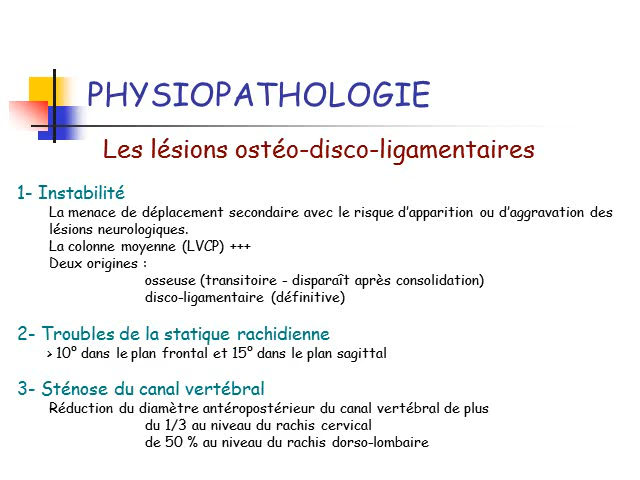 PHYSIOPATHOLOGIE
Les lésions ostéo-disco-ligamentaires
1- Instabilité
La menace de déplacement secondaire avec le risque d'apparition ou d'aggravation des
lésions neurologiques.
La colonne moyenne (LVCP) +++
Deux origines :
osseuse (transitoire - disparaît après consolidation)
disco-ligamentaire (définitive)
2- Troubles de la statique rachidienne
> 10° dans le plan frontal et 15° dans le plan sagittal
3- Sténose du canal vertébral
Réduction du diamètre antéropostérieur du canal vertébral de plus
du 1/3 au niveau du rachis cervical
de 50 % au niveau du rachis dorso-lombaire